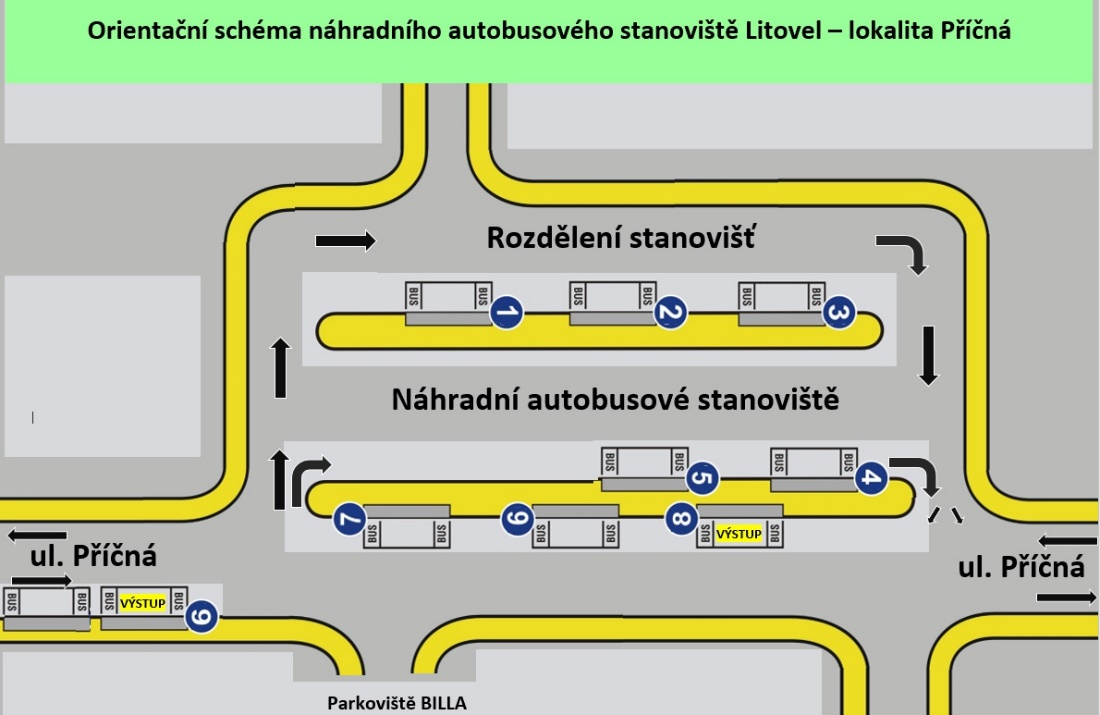 Orientační schéma náhradního autobusového stanoviště Litovel – lokalita Příčná
Rozdělení stanovišť
BUS BUS 1 BUS BUS 2 BUS BUS 3
Náhradní autobusové stanoviště
BUS BUS 5 BUS BUS 4
7 BUS BUS 6 BUS BUS 8 BUS VÝSTUP BUS
ul. Příčná
ul. Příčná
BUS BUS BUS VÝSTUP BUS 9
Parkoviště BILLA